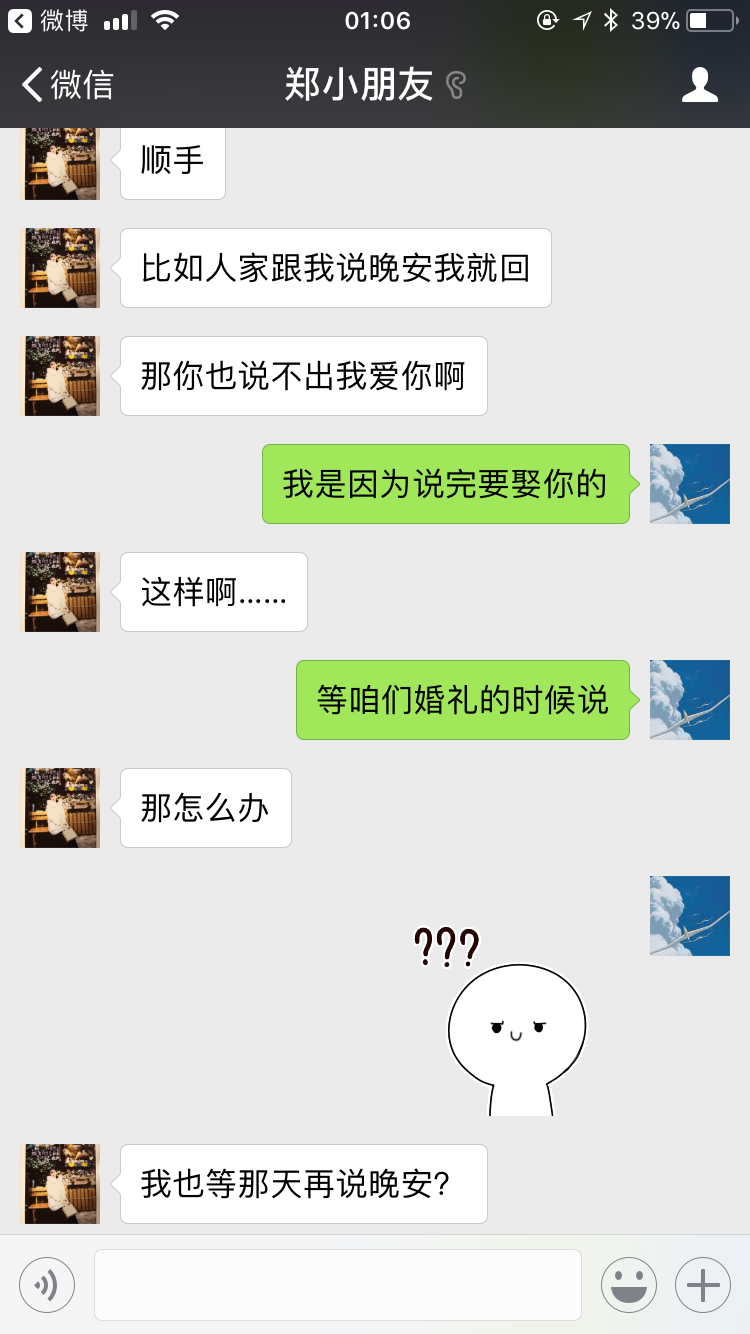 微博
01:06
39%
微信
郑小朋友
顺手
比如人家跟我说晚安我就回
那你也说不出我爱你啊
我是因为说完要娶你的
这样啊……
等咱们婚礼的时候说
那怎么办
???
我也等那天再说晚安?